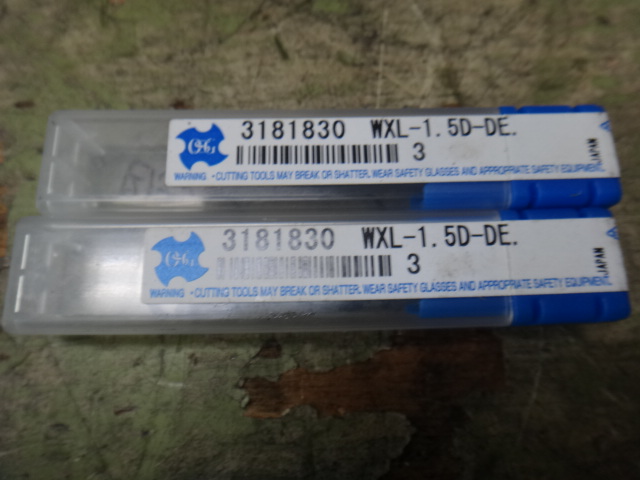 OSG
3181830 WXL-1.5D-DE.
3
WARNING • CUTTING TOOLS MAY BREAK OR SHATTER. WEAR SAFETY GLASSES AND APPROPRIATE SAFETY EQUIPMENT.
JAPAN
OSG
3181830 WXL-1.5D-DE.
3
WARNING • CUTTING TOOLS MAY BREAK OR SHATTER. WEAR SAFETY GLASSES AND APPROPRIATE SAFETY EQUIPMENT.
JAPAN